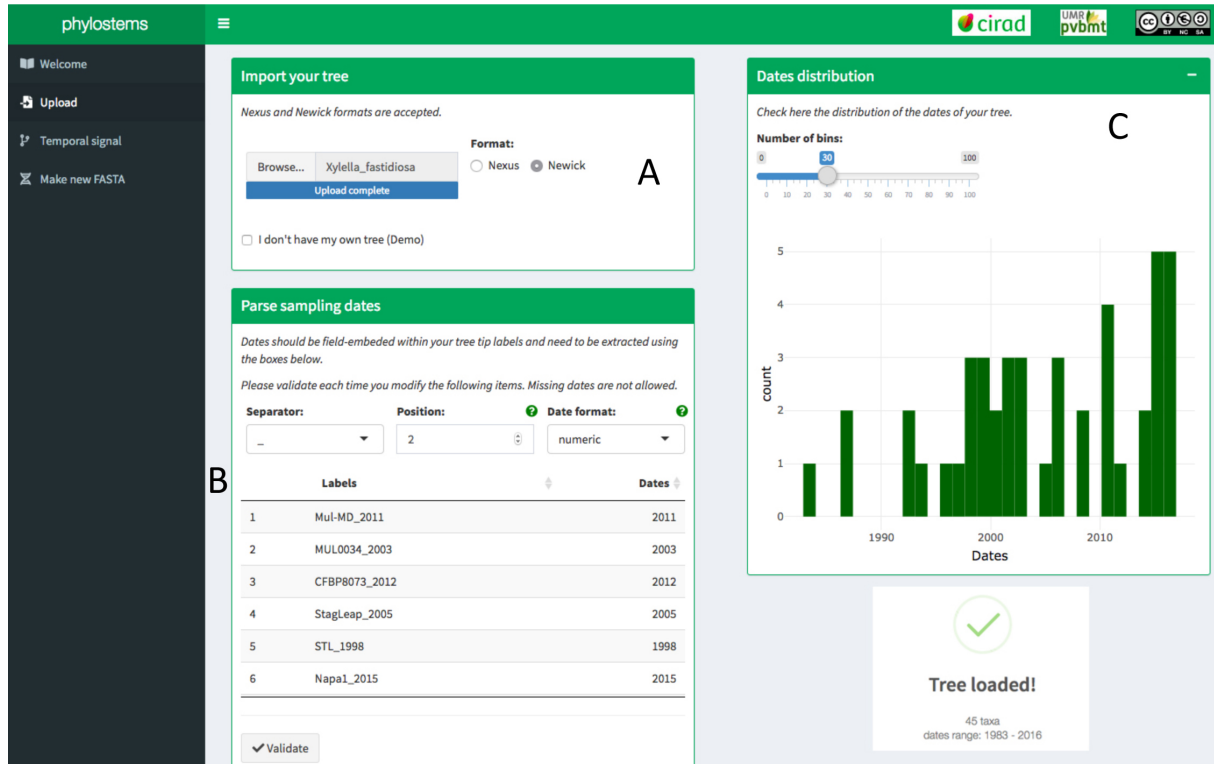 phylostems
cirad
UMR
pvbmt
cc
BY NC SA
Welcome
Upload
Temporal signal
Make new FASTA
Import your tree
Nexus and Newick formats are accepted.
Format:
Browse... Xylella_fastidiosa
Nexus Newick
Upload complete
A
I don't have my own tree (Demo)
Parse sampling dates
Dates should be field-embeded within your tree tip labels and need to be extracted using
the boxes below.
Please validate each time you modify the following items. Missing dates are not allowed.
Separator: Position: ? Date format: ?
_ 2 numeric
B
Labels Dates
1 Mul-MD_2011 2011
2 MUL0034_2003 2003
3 CFBP8073_2012 2012
4 StagLeap_2005 2005
5 STL_1998 1998
6 Napa1_2015 2015
Validate
Dates distribution −
Check here the distribution of the dates of your tree.
C
Number of bins:
0 30 100
0 10 20 30 40 50 60 70 80 90 100
5
4
3
2
1
0
count
1990 2000 2010
Dates
Tree loaded!
45 taxa
dates range: 1983 - 2016